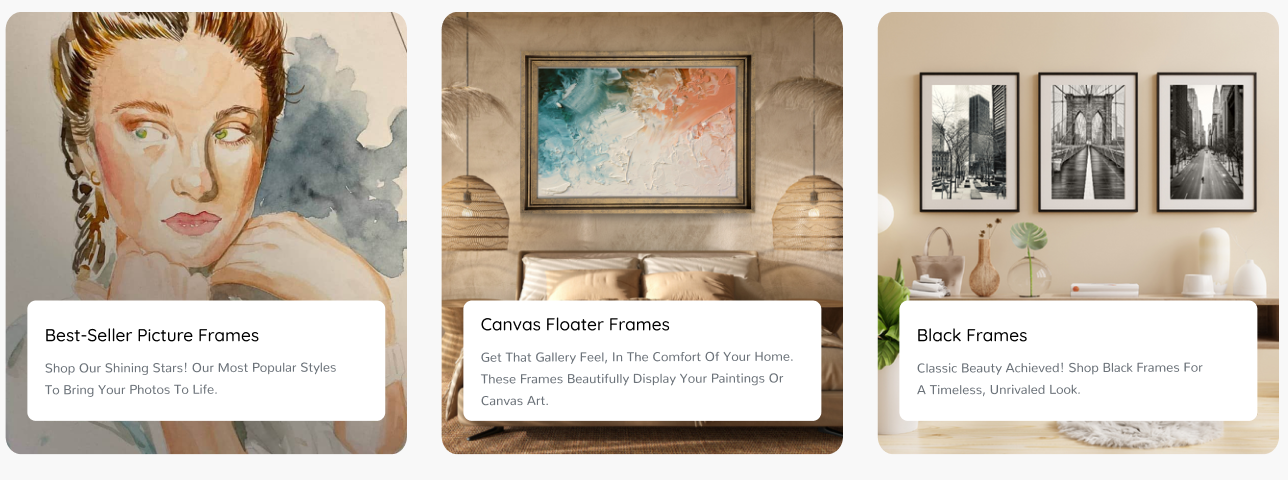 Best-Seller Picture Frames
Shop Our Shining Stars! Our Most Popular Styles
To Bring Your Photos To Life.
Canvas Floater Frames
Get That Gallery Feel, In The Comfort Of Your Home.
These Frames Beautifully Display Your Paintings Or
Canvas Art.
Black Frames
Classic Beauty Achieved! Shop Black Frames For
A Timeless, Unrivaled Look.